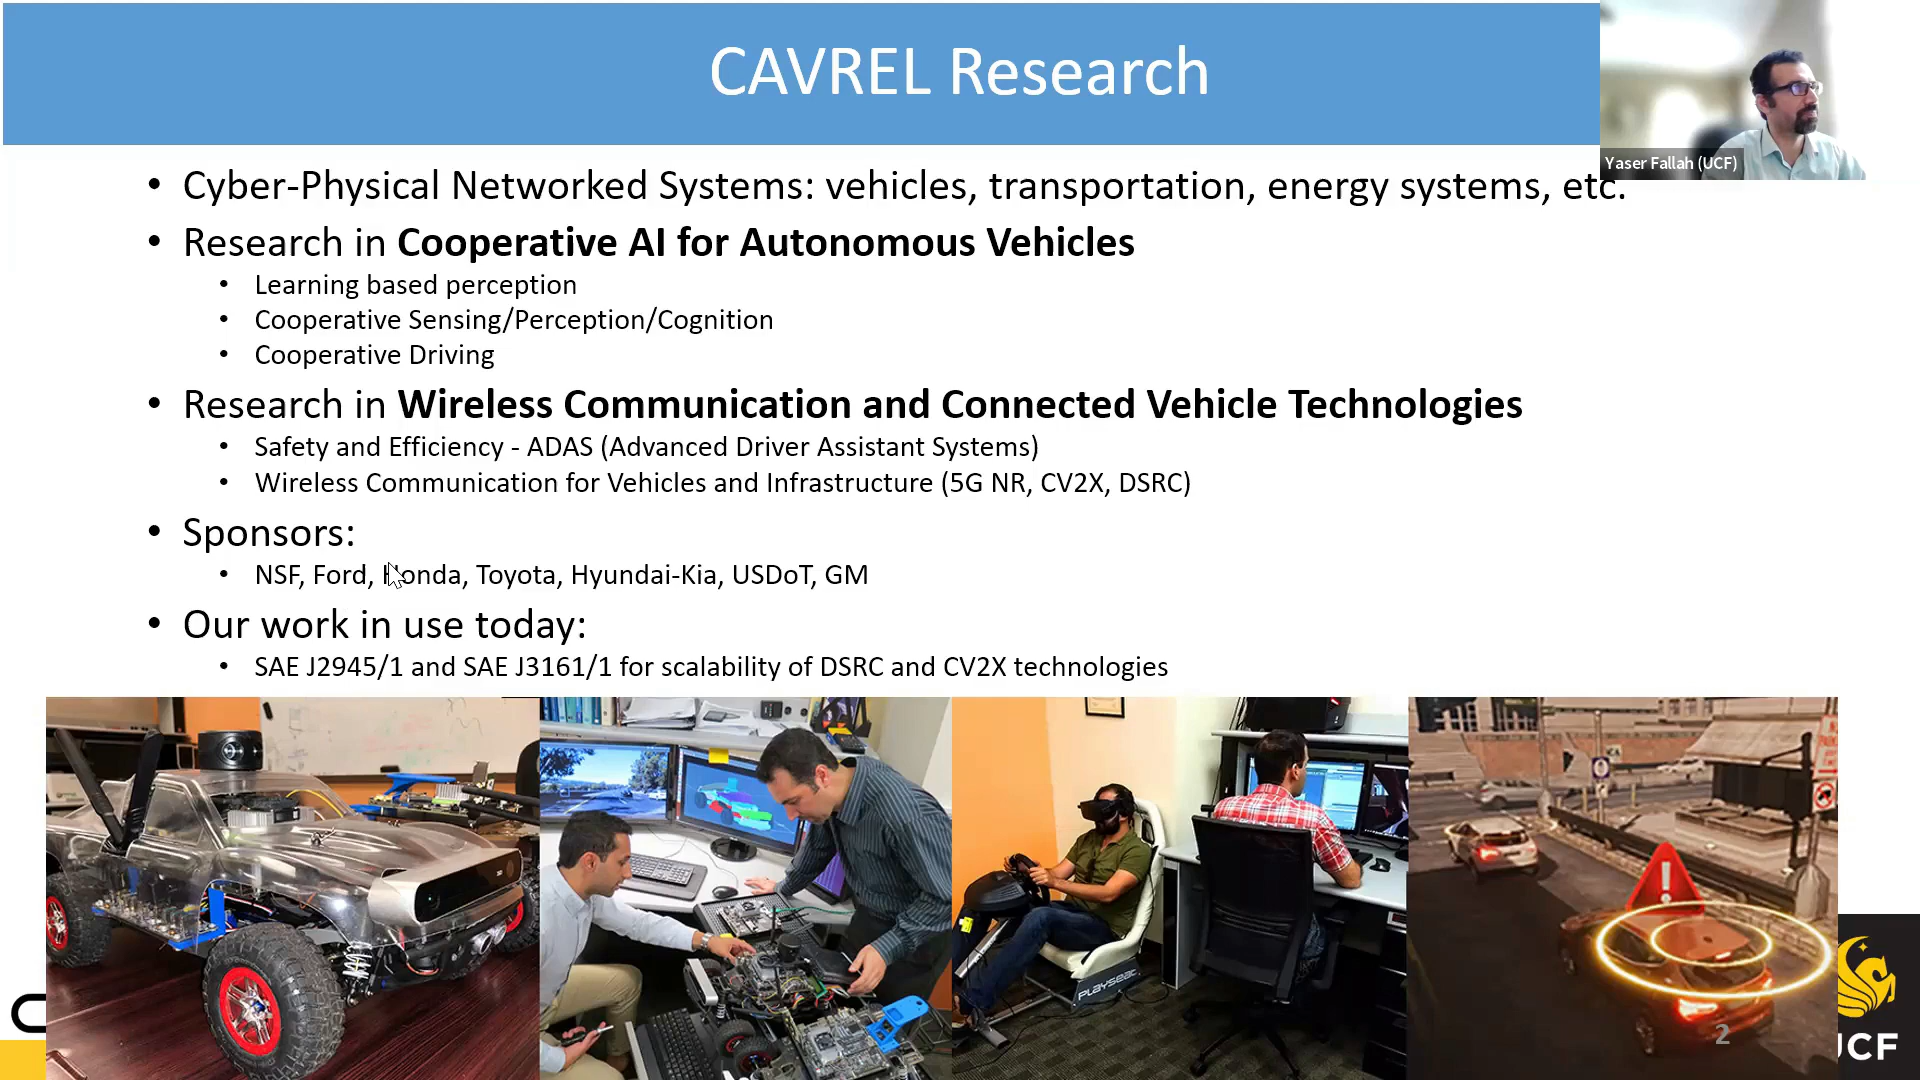 CAVREL Research
Yaser Fallah (UCF)
• Cyber-Physical Networked Systems: vehicles, transportation, energy systems, etc.
• Research in Cooperative AI for Autonomous Vehicles
• Learning based perception
• Cooperative Sensing/Perception/Cognition
• Cooperative Driving
• Research in Wireless Communication and Connected Vehicle Technologies
• Safety and Efficiency - ADAS (Advanced Driver Assistant Systems)
• Wireless Communication for Vehicles and Infrastructure (5G NR, CV2X, DSRC)
• Sponsors:
• NSF, Ford, Honda, Toyota, Hyundai-Kia, USDoT, GM
• Our work in use today:
• SAE J2945/1 and SAE J3161/1 for scalability of DSRC and CV2X technologies
PLAYSEAT
2
UCF